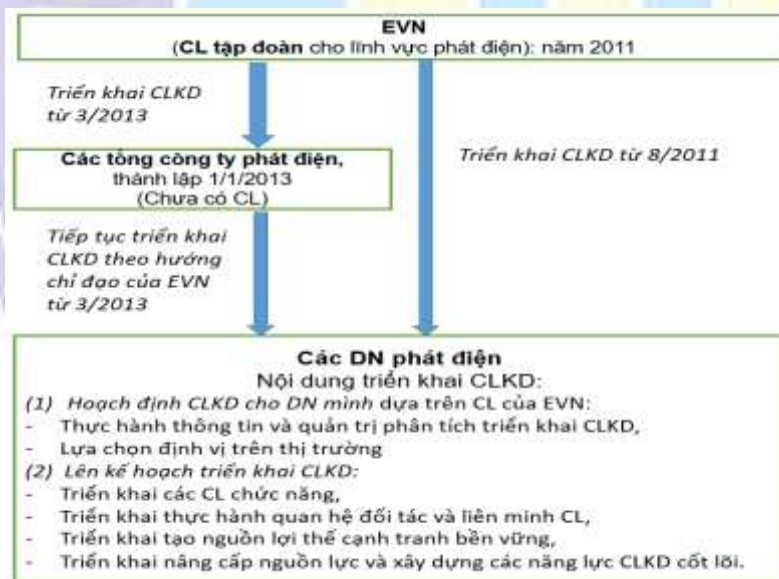 EVN
(CL tập đoàn cho lĩnh vực phát điện): năm 2011
Triển khai CLKD
từ 3/2013
Các tổng công ty phát điện,
thành lập 1/1/2013
(Chưa có CL)
Triển khai CLKD từ 8/2011
Tiếp tục triển khai
CLKD theo hướng
chỉ đạo của EVN
từ 3/2013
Các DN phát điện
Nội dung triển khai CLKD:
(1) Hoạch định CLKD cho DN mình dựa trên CL của EVN:
- Thực hành thông tin và quản trị phân tích triển khai CLKD,
- Lựa chọn định vị trên thị trường
(2) Lên kế hoạch triển khai CLKD:
- Triển khai các CL chức năng,
- Triển khai thực hành quan hệ đối tác và liên minh CL,
- Triển khai tạo nguồn lợi thế cạnh tranh bền vững,
- Triển khai nâng cấp nguồn lực và xây dựng các năng lực CLKD cốt lõi.